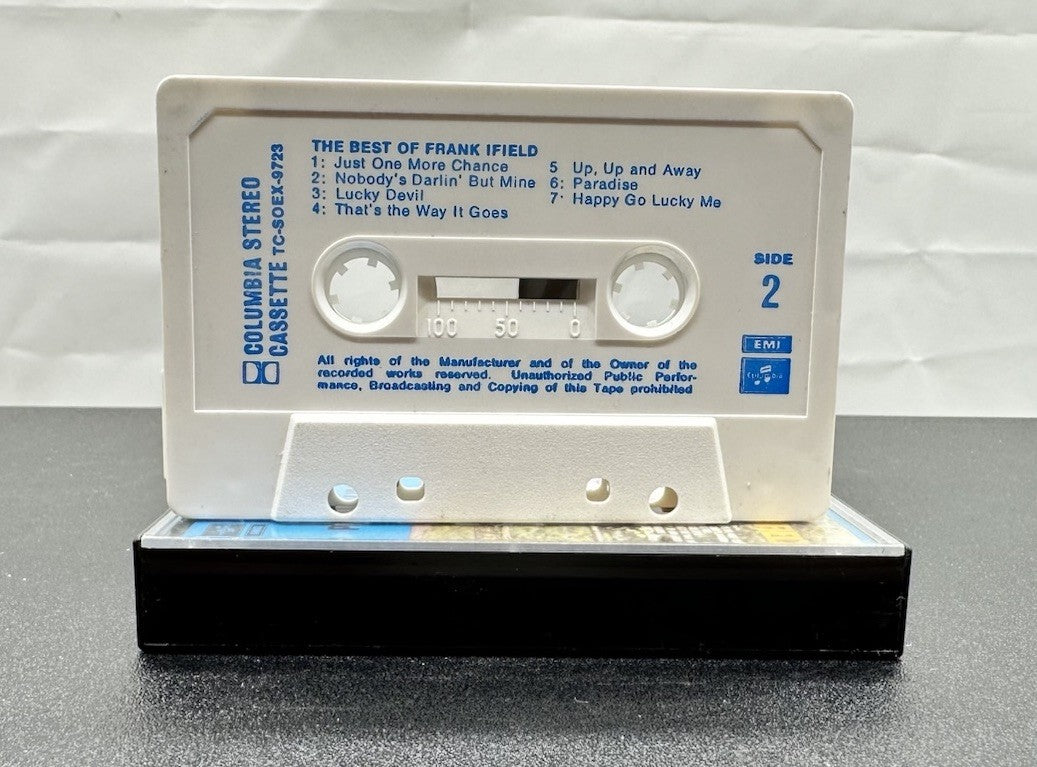 THE BEST OF FRANK IFIELD
1: Just One More Chance
2: Nobody's Darlin' But Mine
3: Lucky Devil
4: That's the Way It Goes
5 Up, Up and Away
6: Paradise
7: Happy Go Lucky Me
COLUMBIA STEREO
CASSETTE TC-SOEX-9723
SIDE
2
100 50 0
EMI
Columbia
All rights of the Manufacturer and of the Owner of the
recorded works reserved. Unauthorized Public Perfor-
mance, Broadcasting and Copying of this Tape prohibited